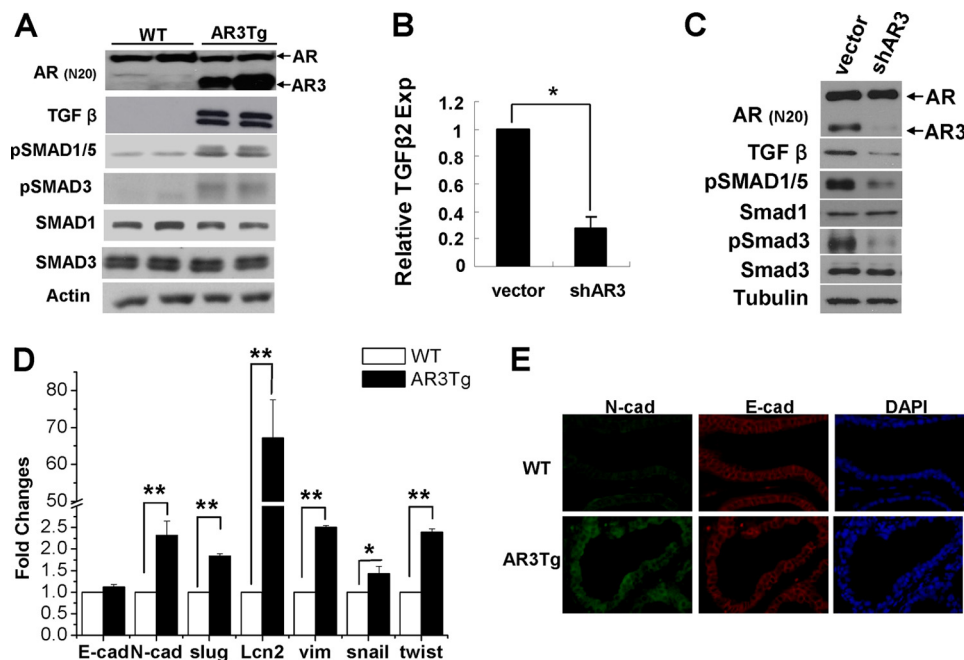 A
WT AR3Tg
AR (N20)
AR
AR3
TGF β
pSMAD1/5
pSMAD3
SMAD1
SMAD3
Actin
B
Relative TGFβ2 Exp
1.2
1
0.8
0.6
0.4
0.2
0
*
vector shAR3
C
vector shAR3
AR (N20)
AR
AR3
TGF β
pSMAD1/5
Smad1
pSmad3
Smad3
Tubulin
D
WT
AR3Tg
Fold Changes
80
70
60
50
2.5
2.0
1.5
1.0
0.5
0.0
** ** ** ** * **
E-cad N-cad slug Lcn2 vim snail twist
E
N-cad E-cad DAPI
WT
AR3Tg